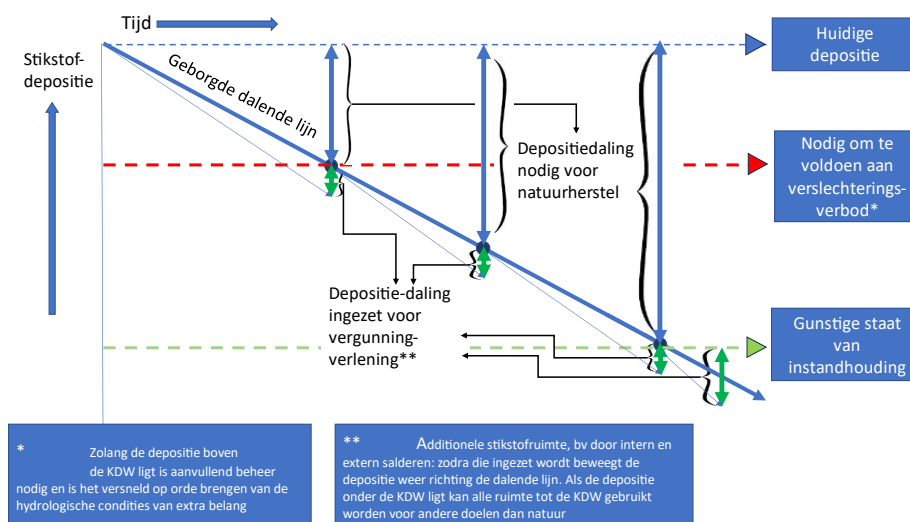 Tijd
Huidige
depositie
Stikstof-
depositie
Geborgde dalende lijn
Depositiedaling
nodig voor
natuurherstel
Nodig om te
voldoen aan
verslechterings-
verbod*
Depositie-daling
ingezet voor
vergunning-
verlening**
Gunstige staat
van
instandhouding
* Zolang de depositie boven
de KDW ligt is aanvullend beheer
nodig en is het versneld op orde brengen van de
hydrologische condities van extra belang
** Additionele stikstofruimte, bv door intern en
extern salderen: zodra die ingezet wordt beweegt de
depositie weer richting de dalende lijn. Als de depositie
onder de KDW ligt kan alle ruimte tot de KDW gebruikt
worden voor andere doelen dan natuur